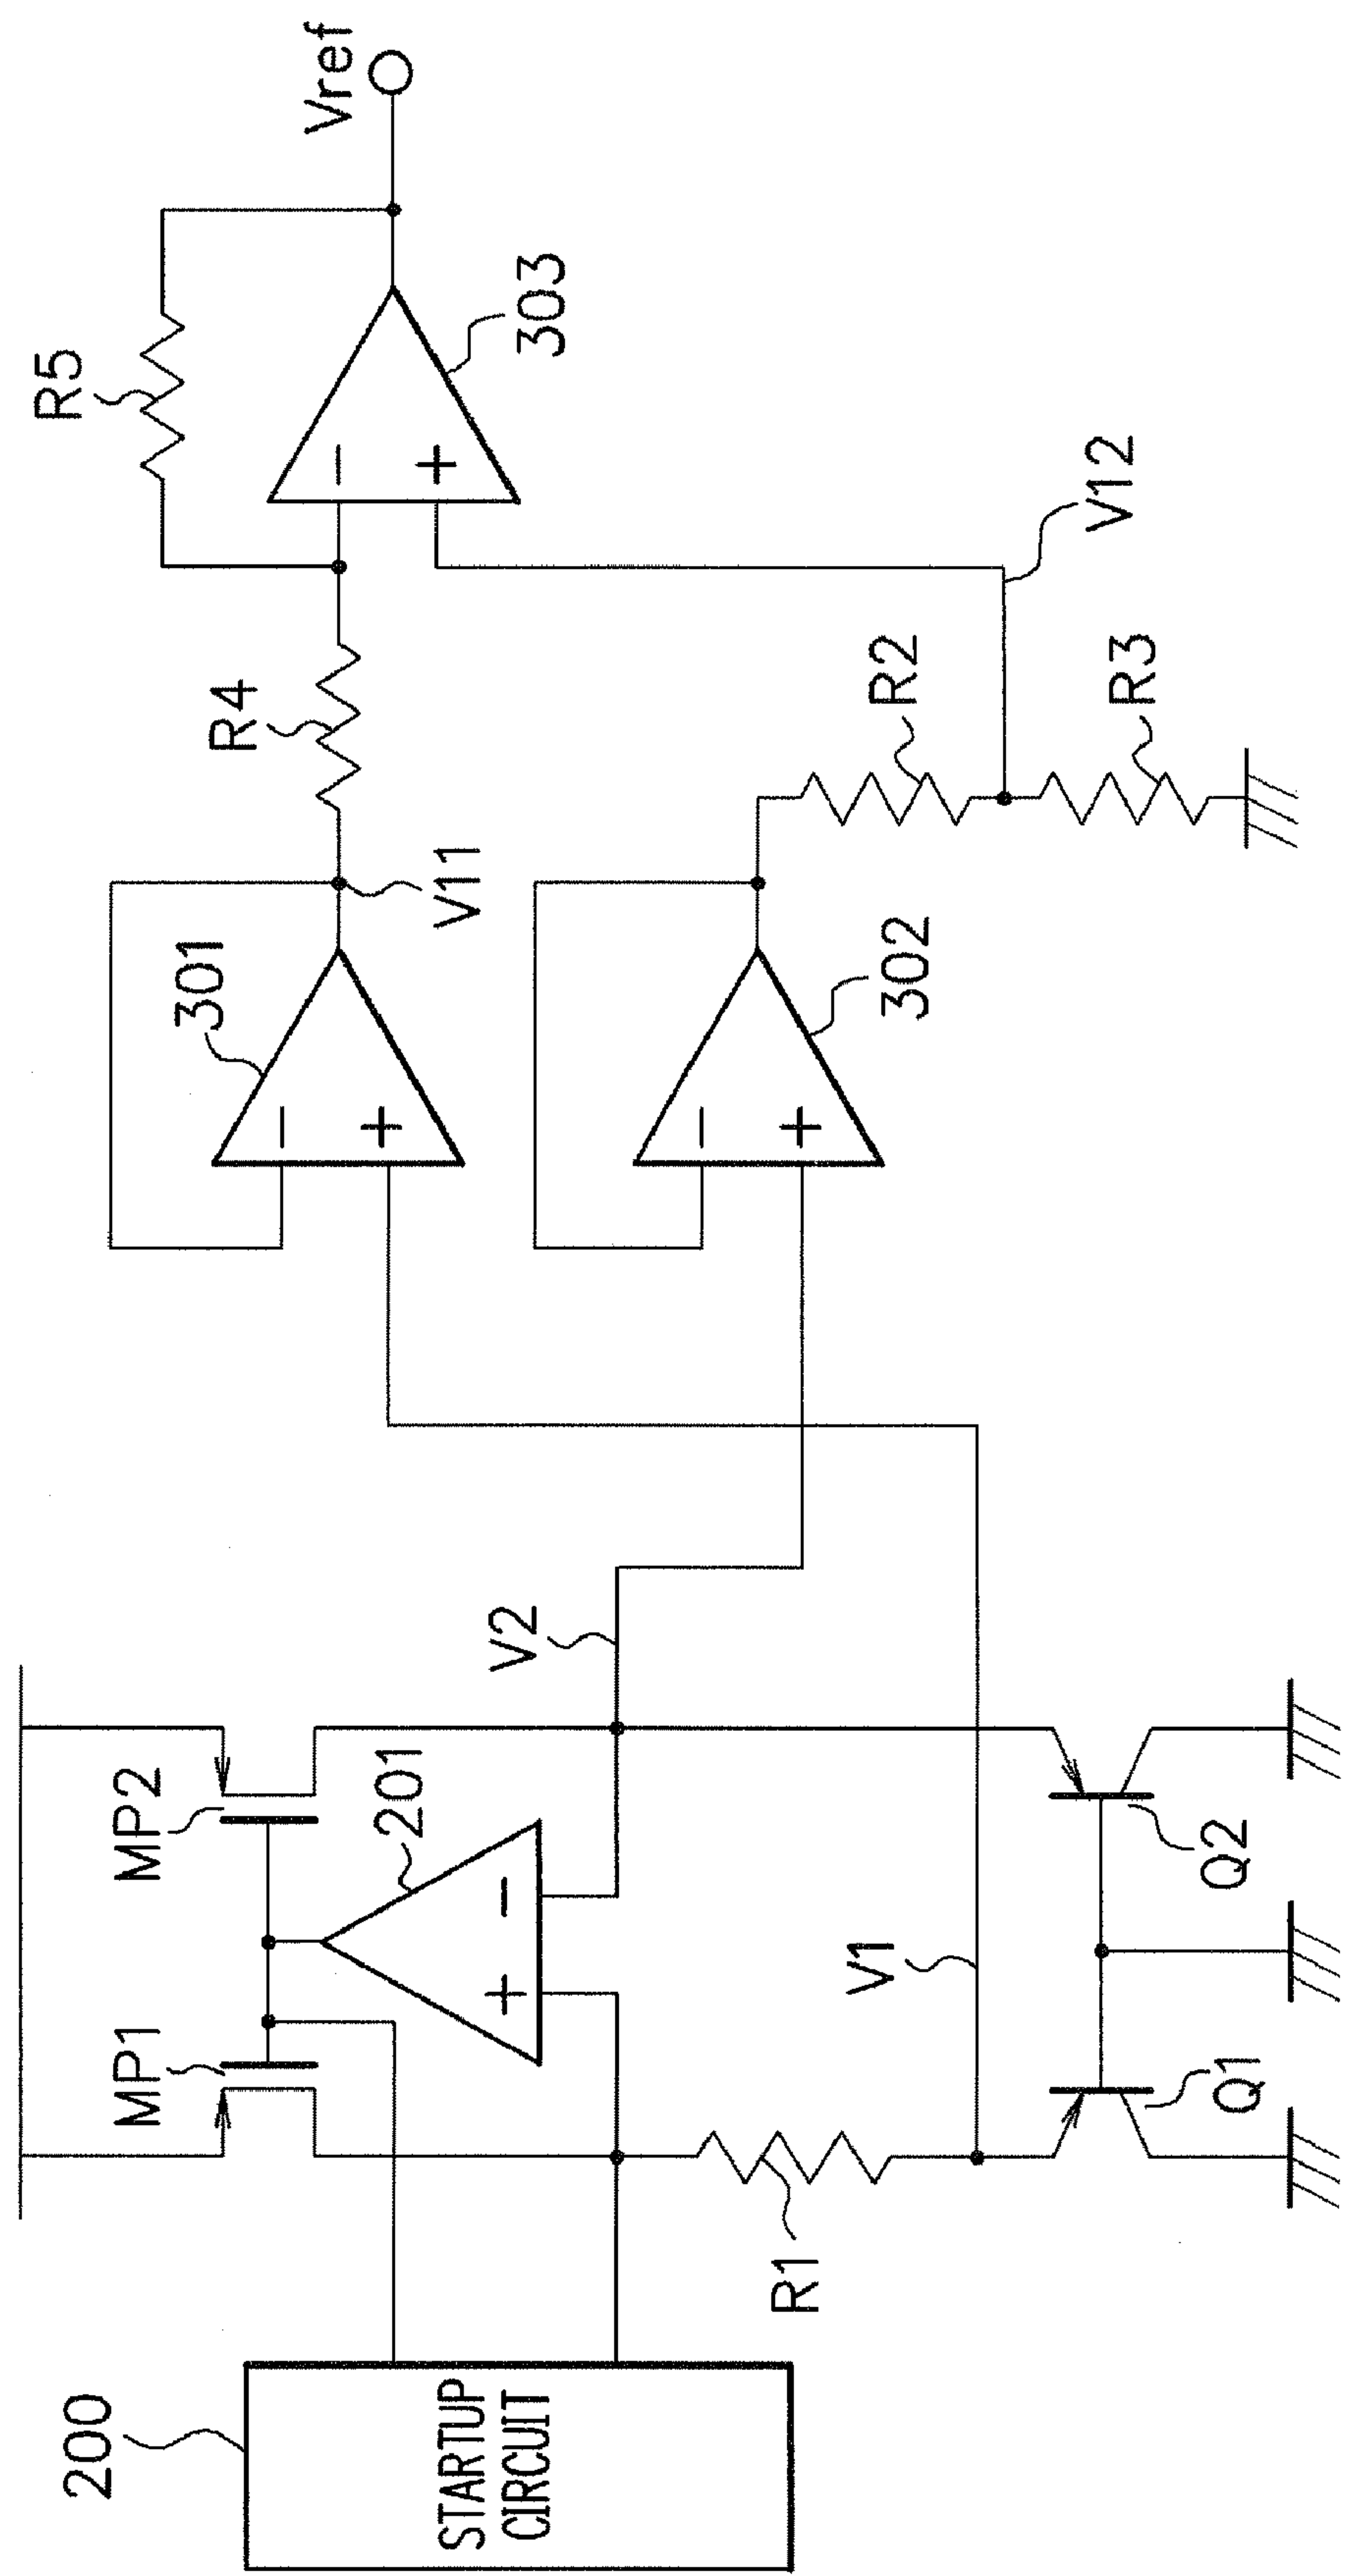 200
STARTUP
CIRCUIT
MP1
MP2
201
+
−
R1
V1
V2
Q1
Q2
301
−
+
V11
302
−
+
R4
R5
R2
R3
V12
303
−
+
Vref